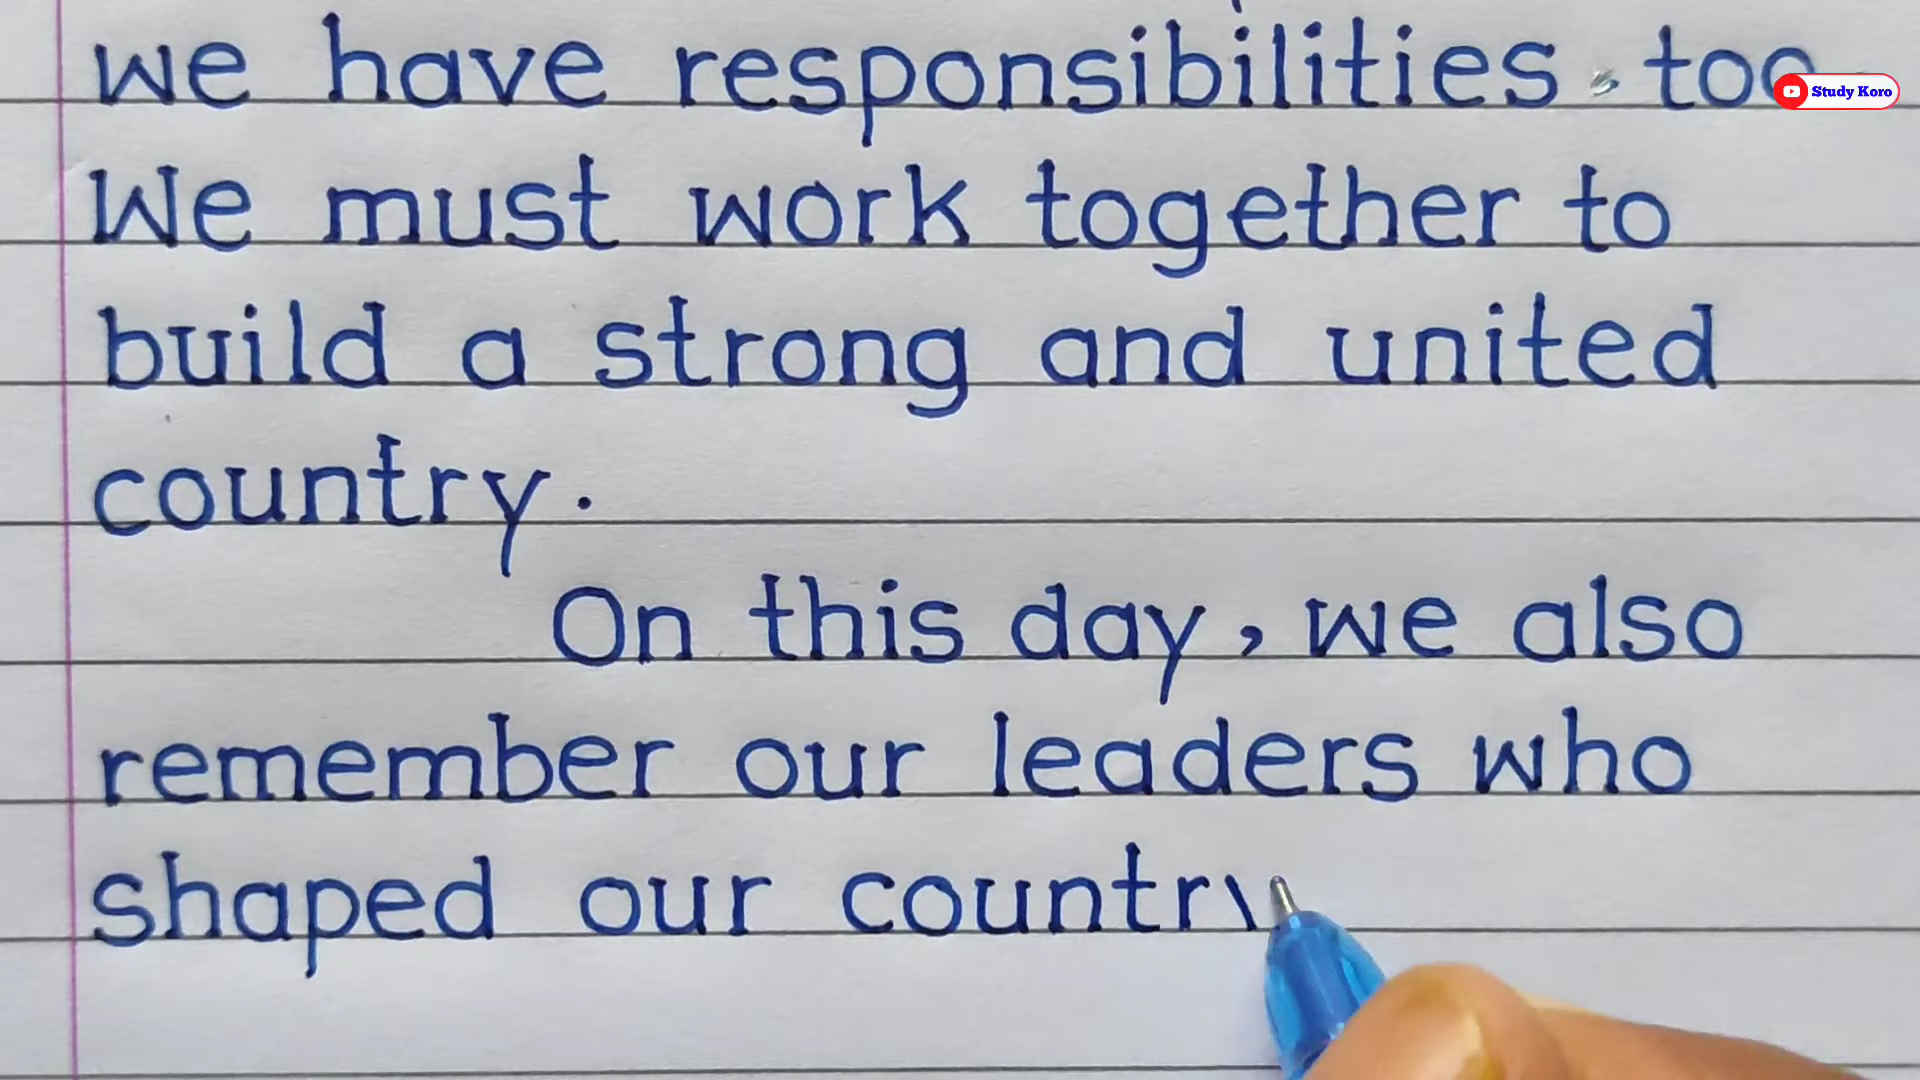 we have responsibilities, too
Study Koro
We must work together to
build a strong and united
country.
On this day, we also
remember our leaders who
shaped our